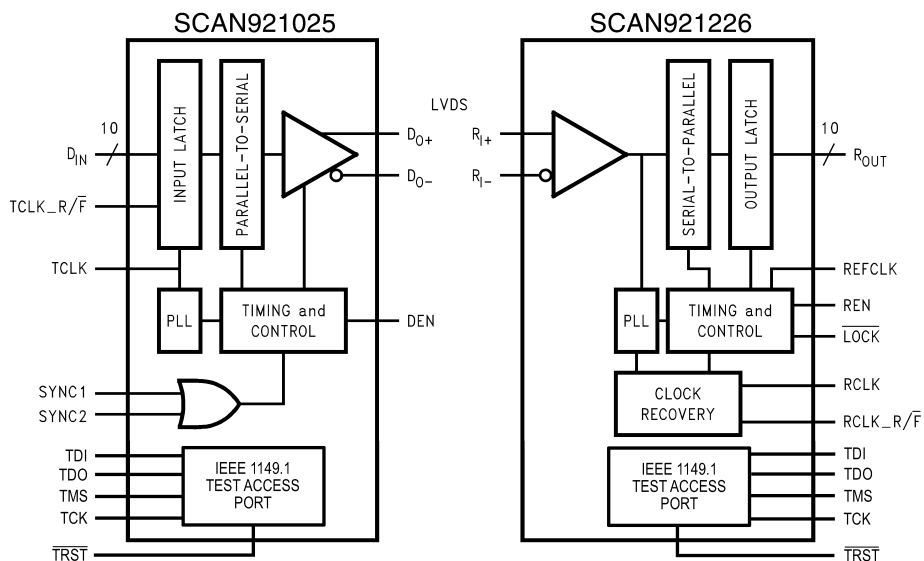 SCAN921025
10
D_IN
TCLK_R/F̅
TCLK
SYNC1
SYNC2
TDI
TDO
TMS
TCK
T̅R̅S̅T̅
INPUT LATCH
PARALLEL-TO-SERIAL
PLL
TIMING and
CONTROL
IEEE 1149.1
TEST ACCESS
PORT
LVDS
D_O+
D_O-
DEN
SCAN921226
R_I+
R_I-
SERIAL-TO-PARALLEL
OUTPUT LATCH
PLL
TIMING and
CONTROL
CLOCK
RECOVERY
IEEE 1149.1
TEST ACCESS
PORT
10
R_OUT
REFCLK
REN
L̅O̅C̅K̅
RCLK
RCLK_R/F̅
TDI
TDO
TMS
TCK
T̅R̅S̅T̅